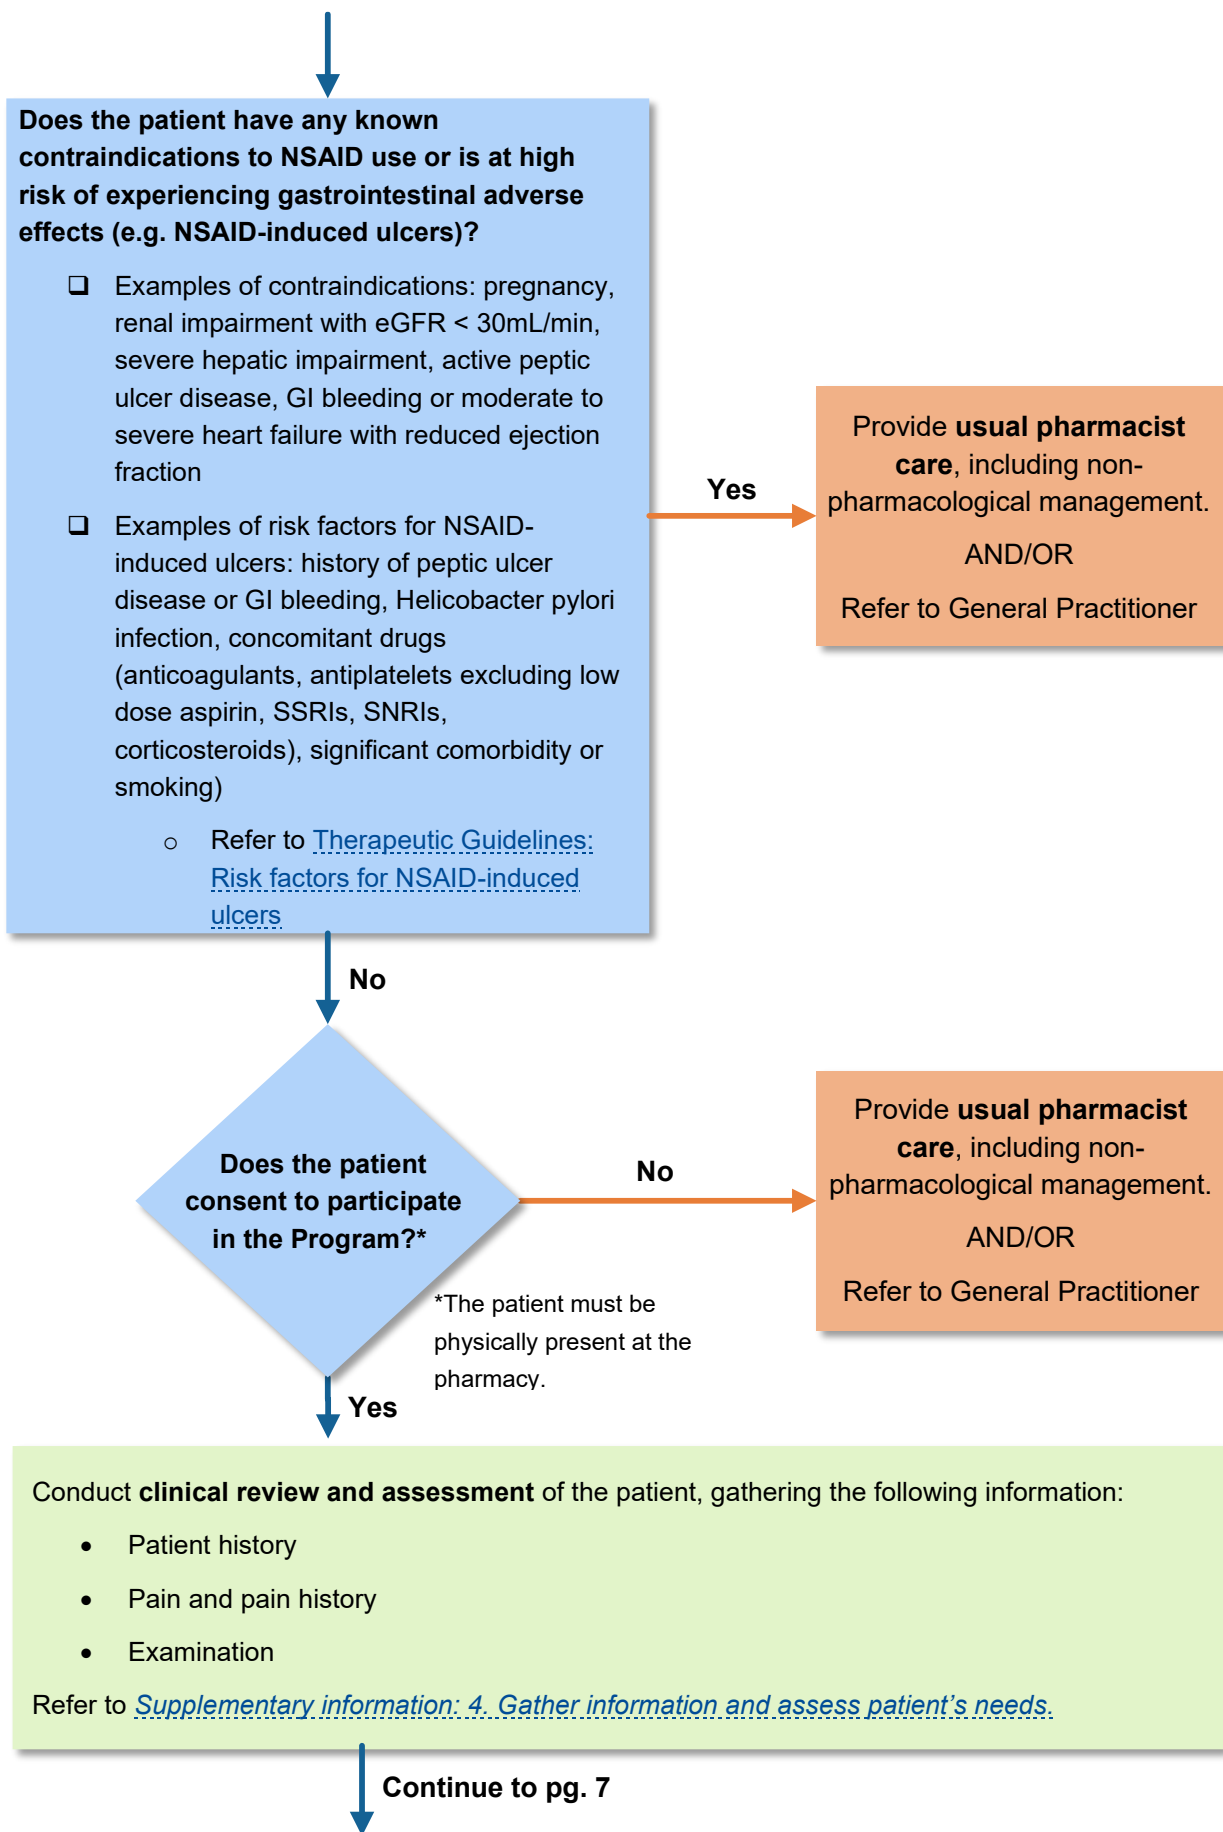 Does the patient have any known
contraindications to NSAID use or is at high
risk of experiencing gastrointestinal adverse
effects (e.g. NSAID-induced ulcers)?
❑ Examples of contraindications: pregnancy,
renal impairment with eGFR < 30mL/min,
severe hepatic impairment, active peptic
ulcer disease, GI bleeding or moderate to
severe heart failure with reduced ejection
fraction
❑ Examples of risk factors for NSAID-
induced ulcers: history of peptic ulcer
disease or GI bleeding, Helicobacter pylori
infection, concomitant drugs
(anticoagulants, antiplatelets excluding low
dose aspirin, SSRIs, SNRIs,
corticosteroids), significant comorbidity or
smoking)
o Refer to Therapeutic Guidelines:
Risk factors for NSAID-induced
ulcers
Yes
Provide usual pharmacist
care, including non-
pharmacological management.
AND/OR
Refer to General Practitioner
No
Does the patient
consent to participate
in the Program?*
No
Provide usual pharmacist
care, including non-
pharmacological management.
AND/OR
Refer to General Practitioner
*The patient must be
physically present at the
pharmacy.
Yes
Conduct clinical review and assessment of the patient, gathering the following information:
• Patient history
• Pain and pain history
• Examination
Refer to Supplementary information: 4. Gather information and assess patient’s needs.
Continue to pg. 7